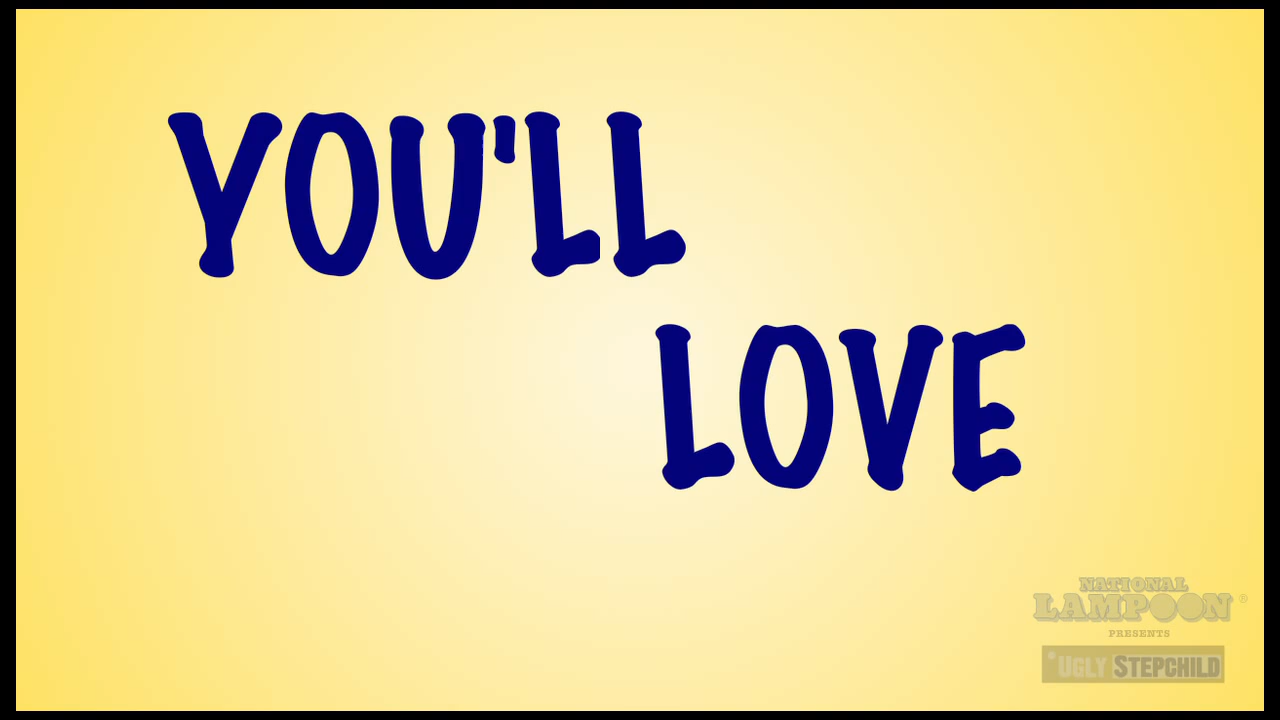 YOU'LL
LOVE
NATIONAL
LAMPOON®
PRESENTS
UGLY STEPCHILD